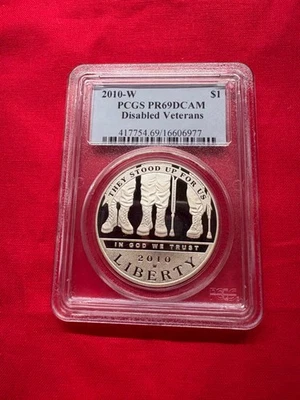 2010-W $1
PCGS PR69DCAM
Disabled Veterans
417754.69/16606977
THEY STOOD UP FOR US
IN GOD WE TRUST
2010
W
LIBERTY